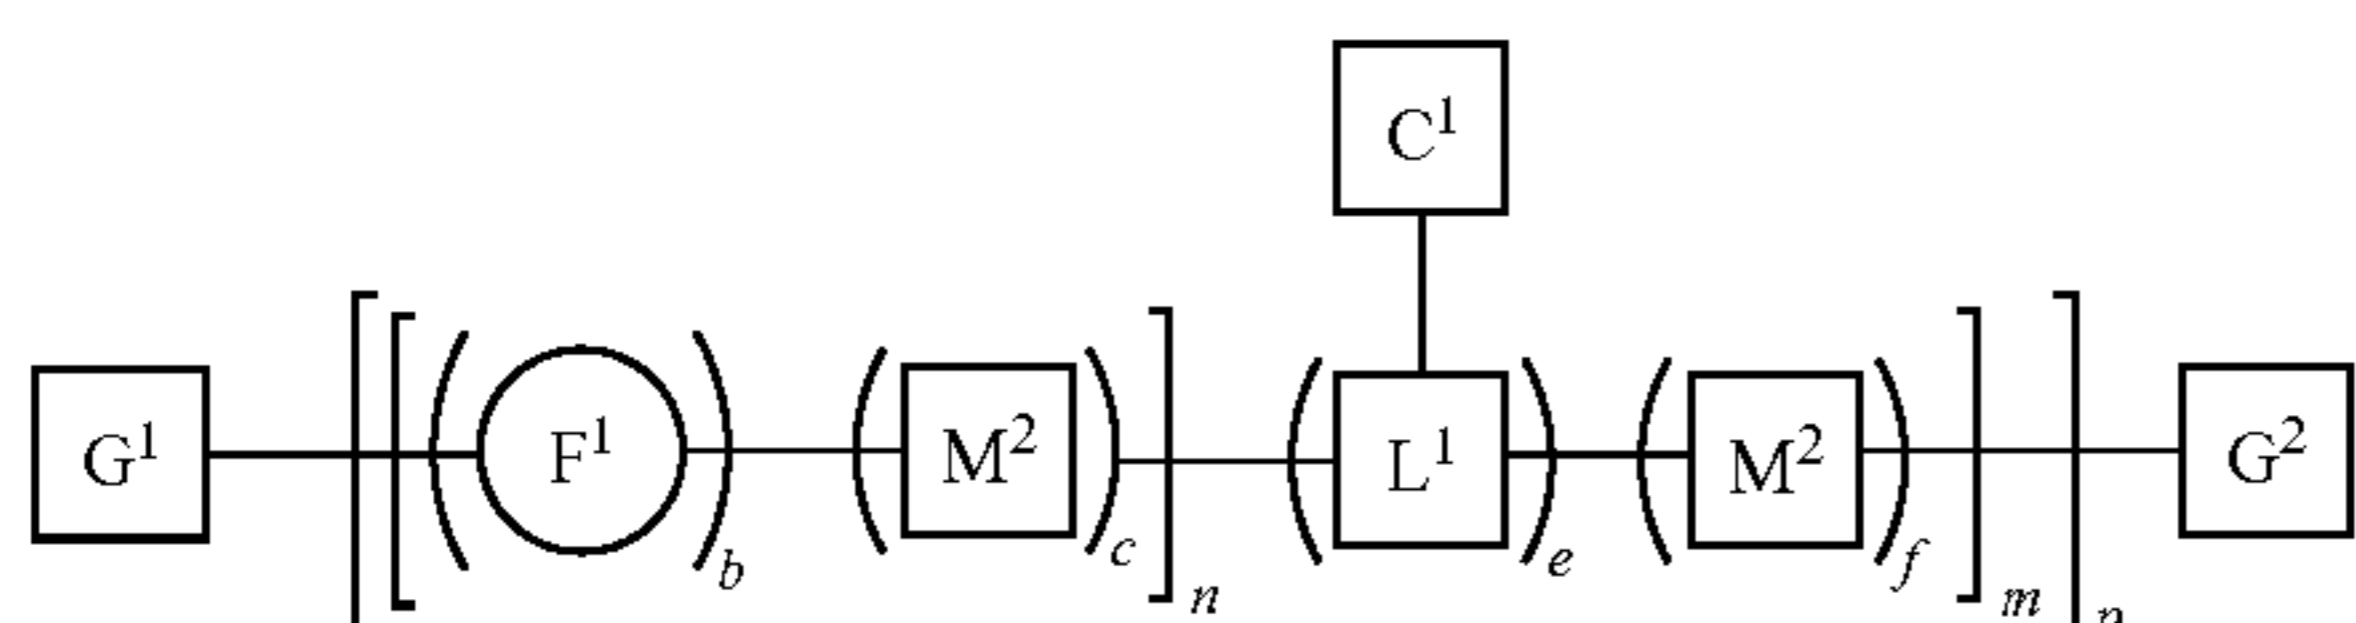 C¹
G¹ [ [ ( F¹ )b ( M² )c ]n ( L¹ )e ( M² )f ]m ] G²